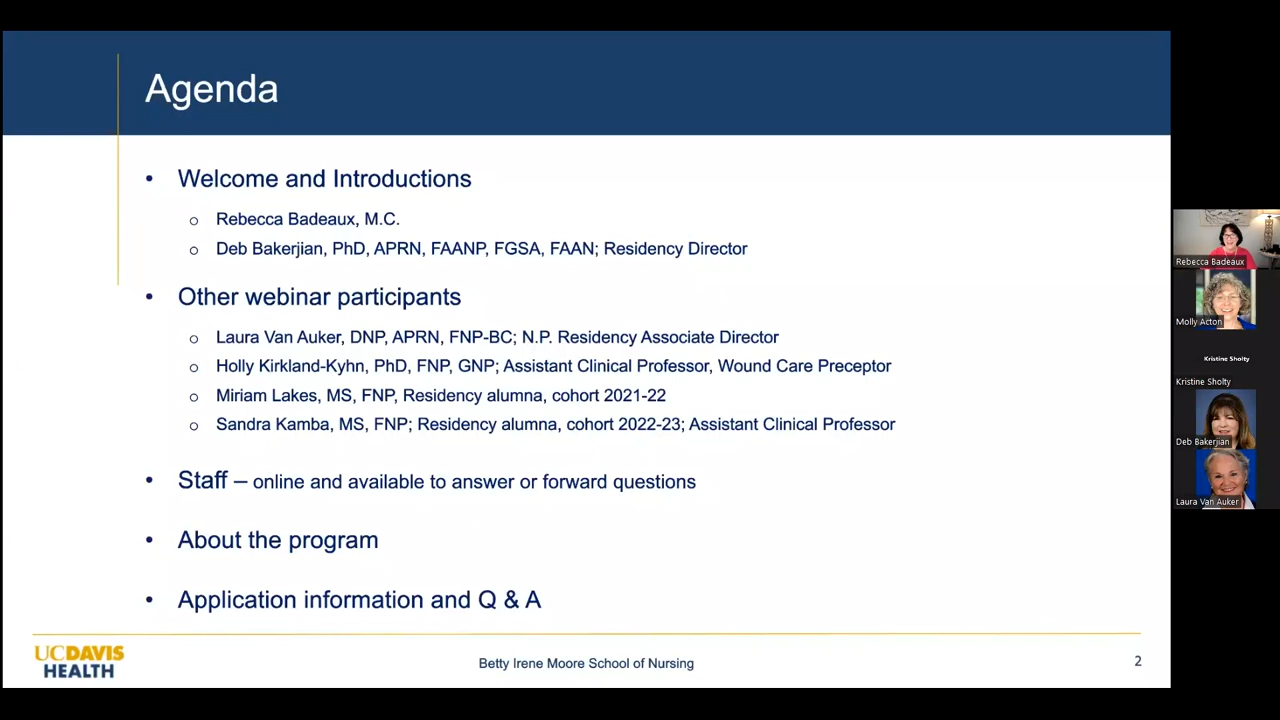 Agenda
• Welcome and Introductions
o Rebecca Badeaux, M.C.
o Deb Bakerjian, PhD, APRN, FAANP, FGSA, FAAN; Residency Director
• Other webinar participants
o Laura Van Auker, DNP, APRN, FNP-BC; N.P. Residency Associate Director
o Holly Kirkland-Kyhn, PhD, FNP, GNP; Assistant Clinical Professor, Wound Care Preceptor
o Miriam Lakes, MS, FNP, Residency alumna, cohort 2021-22
o Sandra Kamba, MS, FNP; Residency alumna, cohort 2022-23; Assistant Clinical Professor
• Staff – online and available to answer or forward questions
• About the program
• Application information and Q & A
UCDAVIS
HEALTH
Betty Irene Moore School of Nursing
2
Rebecca Badeaux
Molly Acton
Kristine Sholty
Kristine Sholty
Deb Bakerjian
Laura Van Auker